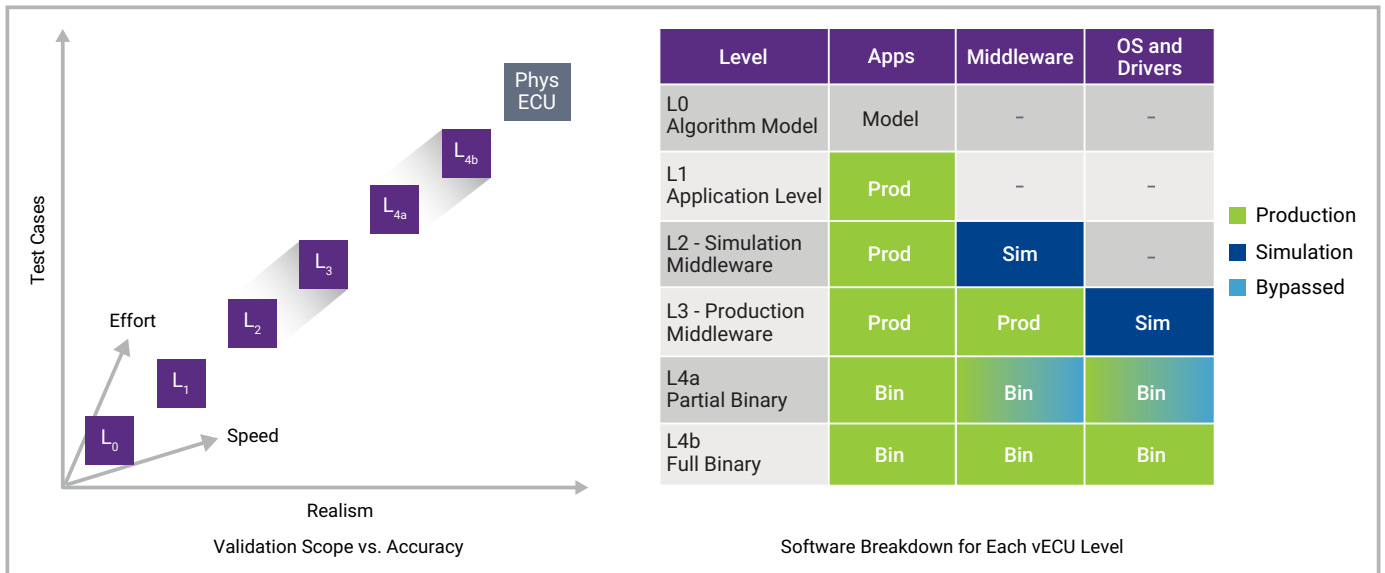 Test Cases
Effort
Speed
L0
L1
L2
L3
L4a
L4b
Phys
ECU
Realism
Validation Scope vs. Accuracy
Level Apps Middleware OS and
Drivers
L0
Algorithm Model Model - -
L1
Application Level Prod - -
L2 - Simulation
Middleware Prod Sim -
L3 - Production
Middleware Prod Prod Sim
L4a
Partial Binary Bin Bin Bin
L4b
Full Binary Bin Bin Bin
Production
Simulation
Bypassed
Software Breakdown for Each vECU Level